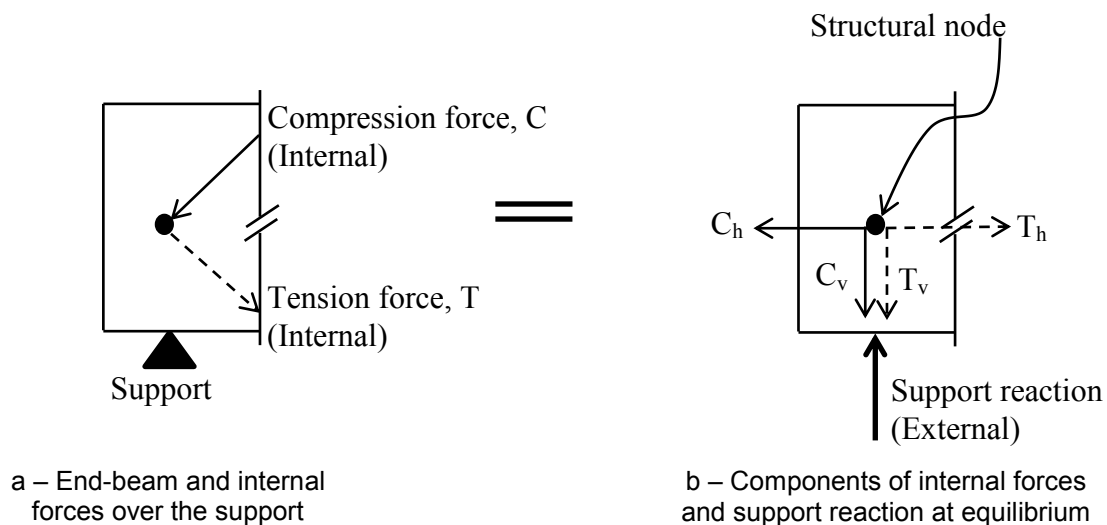 Structural node
Compression force, C
(Internal)
Tension force, T
(Internal)
Support
a – End-beam and internal
forces over the support
Cₕ
Tₕ
Cᵥ
Tᵥ
Support reaction
(External)
b – Components of internal forces
and support reaction at equilibrium